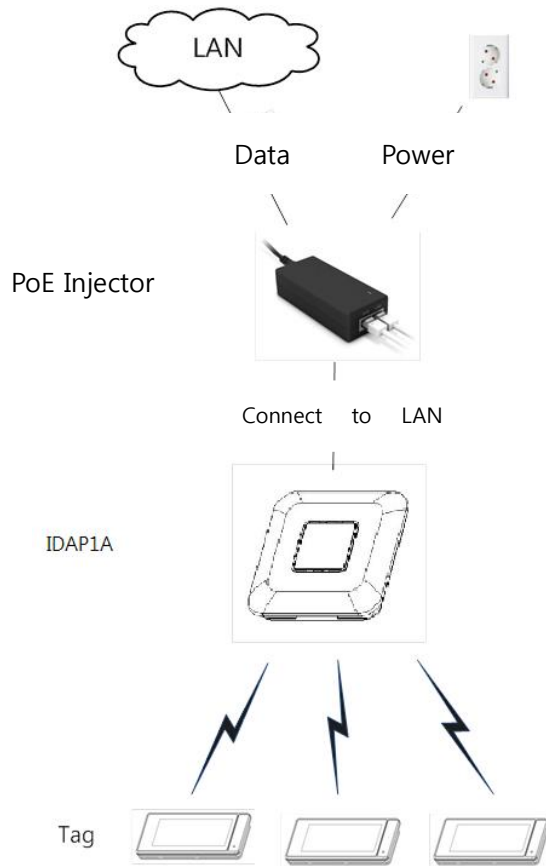 LAN
Data Power
PoE Injector
Connect to LAN
IDAP1A
Tag